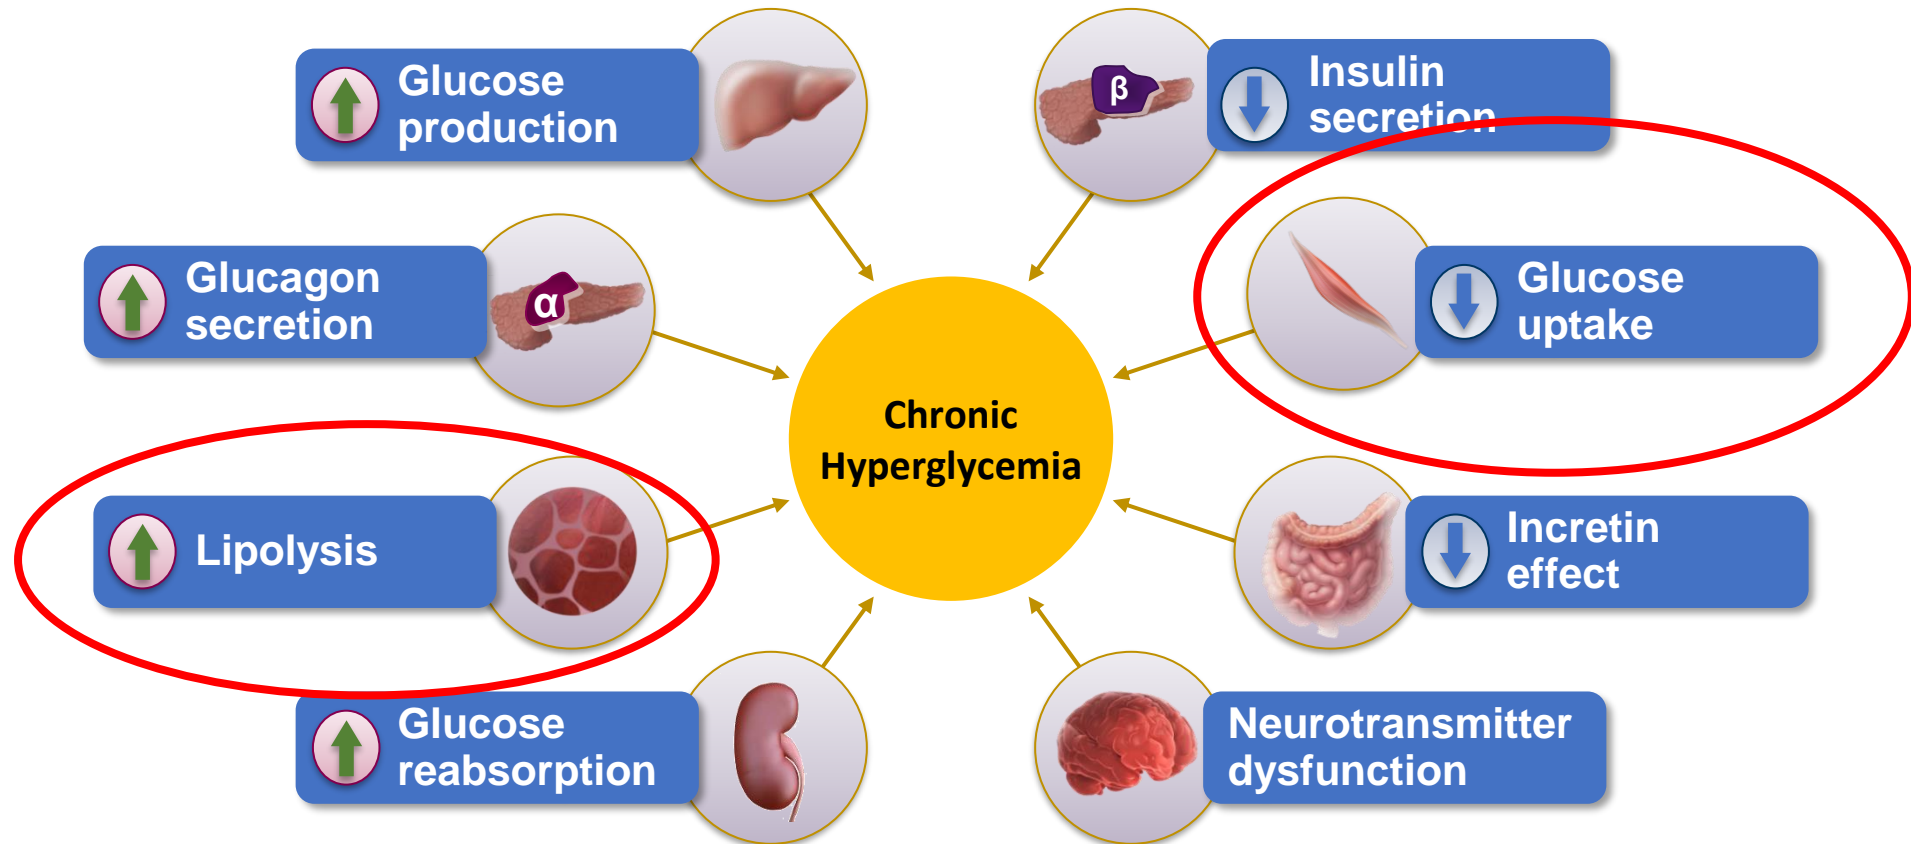 Glucose
production
β
Insulin
secretion
Glucagon
secretion
α
Glucose
uptake
Chronic
Hyperglycemia
Lipolysis
Incretin
effect
Glucose
reabsorption
Neurotransmitter
dysfunction